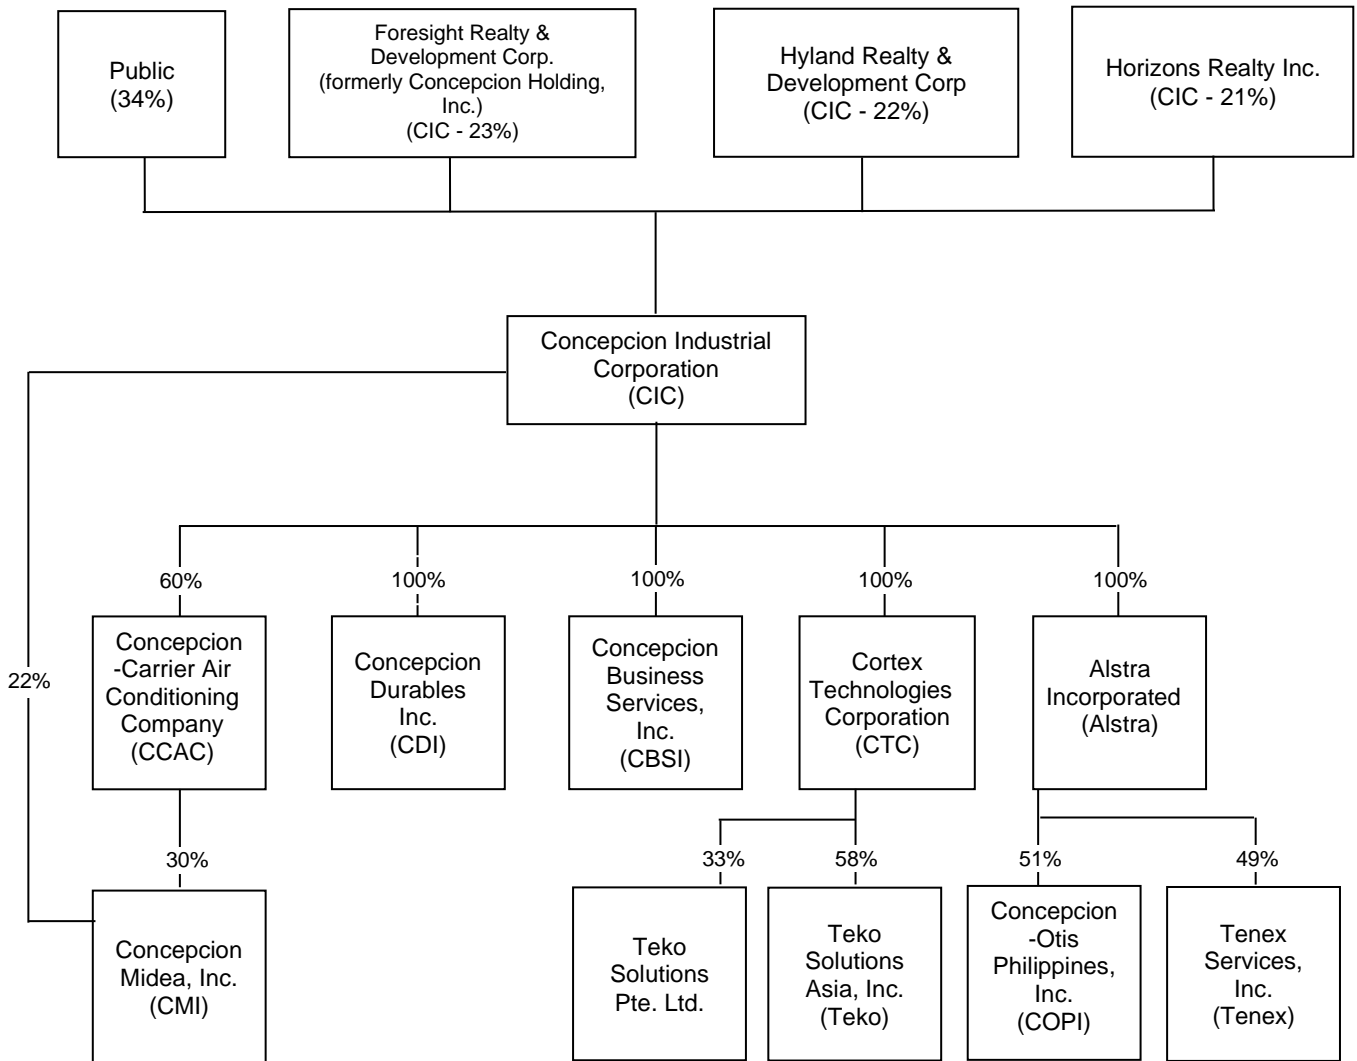 Public
(34%)
Foresight Realty &
Development Corp.
(formerly Concepcion Holding,
Inc.)
(CIC - 23%)
Hyland Realty &
Development Corp
(CIC - 22%)
Horizons Realty Inc.
(CIC - 21%)
Concepcion Industrial
Corporation
(CIC)
60%
100%
100%
100%
100%
22%
Concepcion
-Carrier Air
Conditioning
Company
(CCAC)
Concepcion
Durables
Inc.
(CDI)
Concepcion
Business
Services,
Inc.
(CBSI)
Cortex
Technologies
Corporation
(CTC)
Alstra
Incorporated
(Alstra)
30%
33%
58%
51%
49%
Concepcion
Midea, Inc.
(CMI)
Teko
Solutions
Pte. Ltd.
Teko
Solutions
Asia, Inc.
(Teko)
Concepcion
-Otis
Philippines,
Inc.
(COPI)
Tenex
Services,
Inc.
(Tenex)